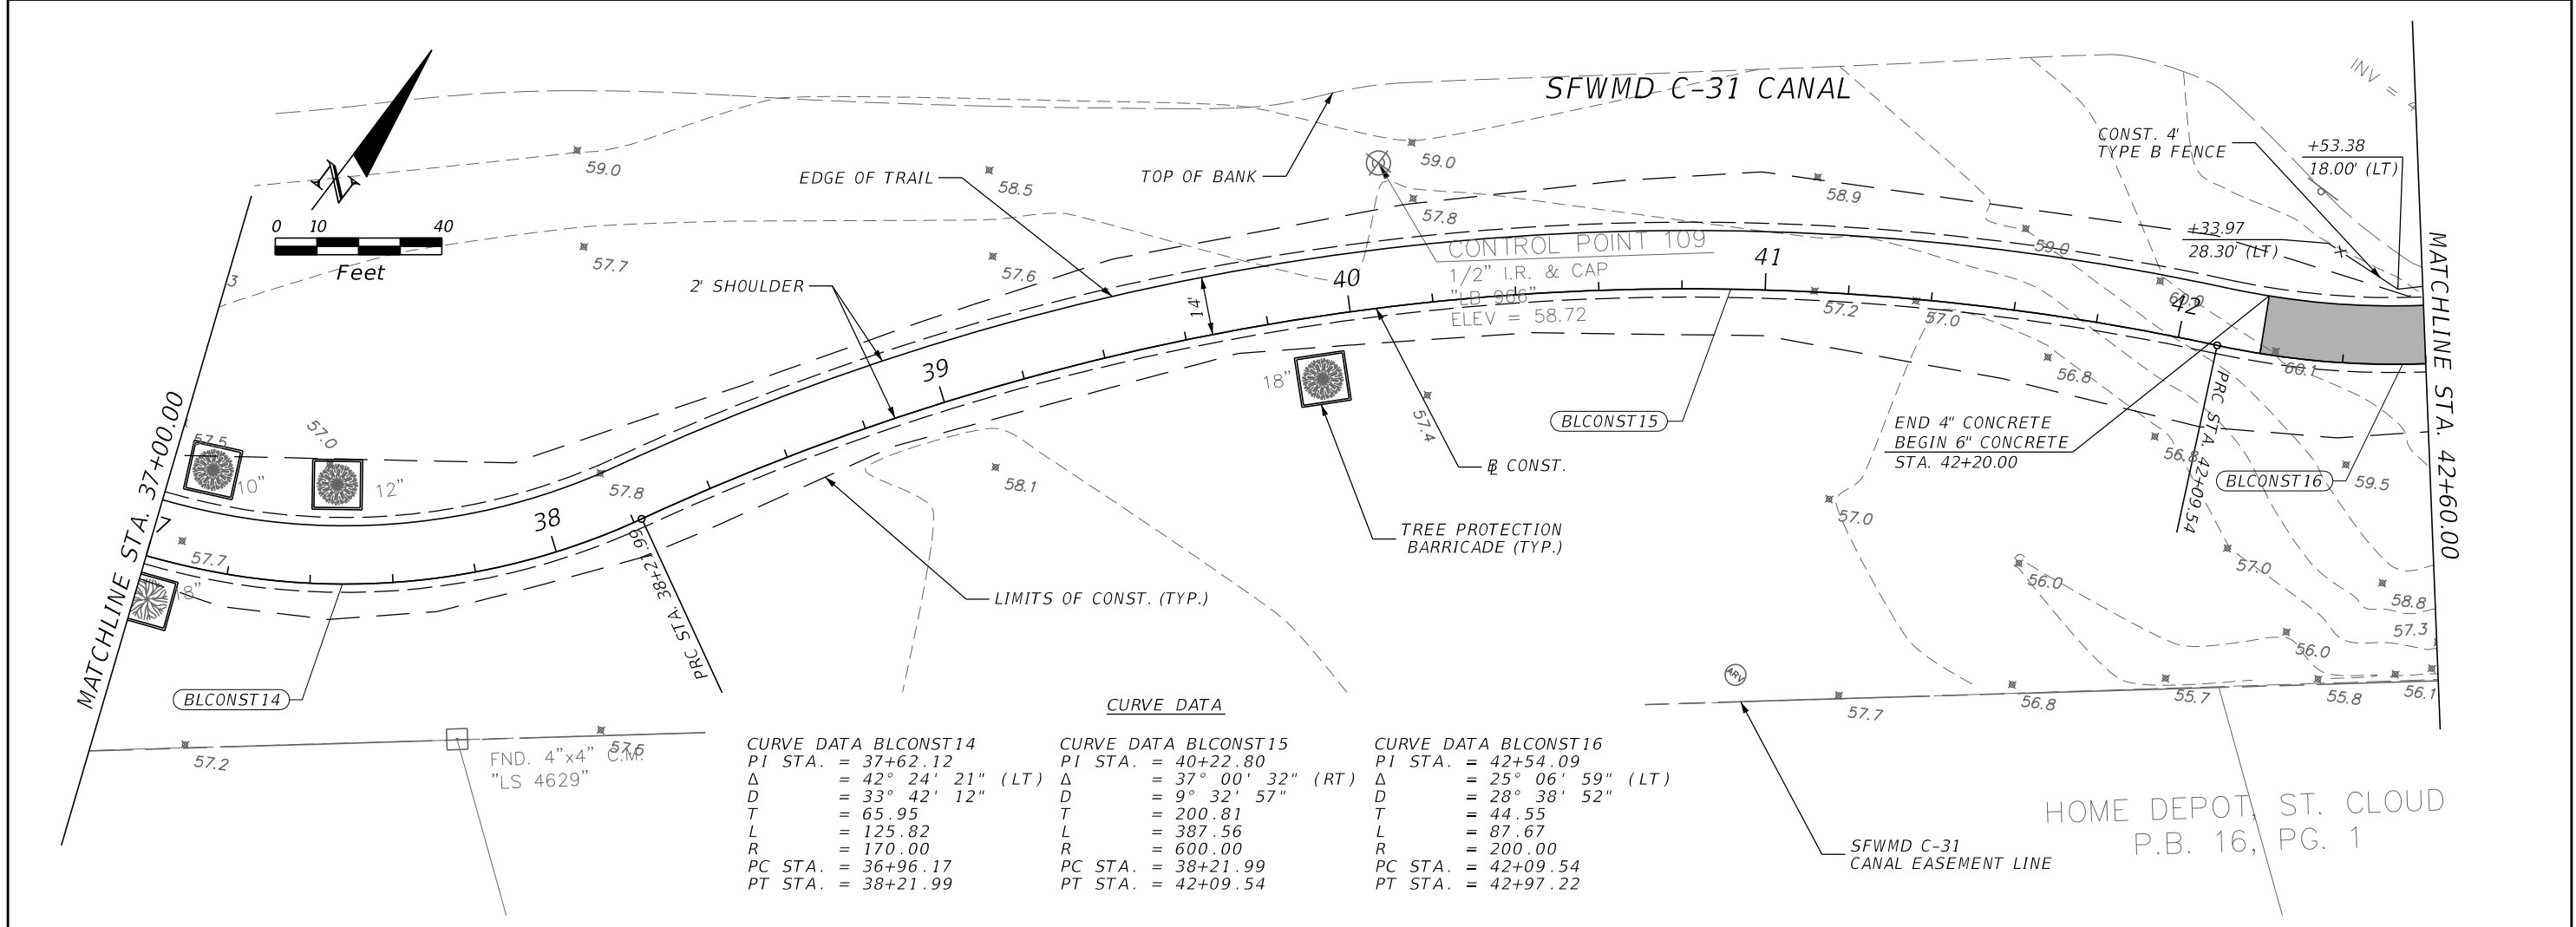 SFWMD C-31 CANAL
INV = 4
CONST. 4'
TYPE B FENCE
+53.38
18.00' (LT)
+33.97
28.30' (LT)
59.0
58.5
59.0
58.9
EDGE OF TRAIL
TOP OF BANK
57.8
N
0 10 40
Feet
57.7
57.6
59.0
60.0
3
2' SHOULDER
14'
CONTROL POINT 109
1/2" I.R. & CAP
"LB 966"
ELEV = 58.72
40
41
42
57.2
57.0
39
38
7
MATCHLINE STA. 37+00.00
MATCHLINE STA. 42+60.00
57.5
57.0
10"
12"
18"
18"
57.8
57.7
58.1
57.4
56.8
60.1
BLCONST15
END 4" CONCRETE
BEGIN 6" CONCRETE
STA. 42+20.00
56.8
PRC STA. 42+09.54
BLCONST16
59.5
℄ CONST.
57.0
TREE PROTECTION
BARRICADE (TYP.)
LIMITS OF CONST. (TYP.)
PRC STA. 38+21.99
57.0
56.0
58.8
57.3
56.0
BLCONST14
ARV
57.7
56.8
55.7
55.8
56.1
57.2
57.5
FND. 4"x4" C.M.
"LS 4629"
CURVE DATA
CURVE DATA BLCONST14
PI STA. = 37+62.12
Δ = 42° 24' 21" (LT)
D = 33° 42' 12"
T = 65.95
L = 125.82
R = 170.00
PC STA. = 36+96.17
PT STA. = 38+21.99
CURVE DATA BLCONST15
PI STA. = 40+22.80
Δ = 37° 00' 32" (RT)
D = 9° 32' 57"
T = 200.81
L = 387.56
R = 600.00
PC STA. = 38+21.99
PT STA. = 42+09.54
CURVE DATA BLCONST16
PI STA. = 42+54.09
Δ = 25° 06' 59" (LT)
D = 28° 38' 52"
T = 44.55
L = 87.67
R = 200.00
PC STA. = 42+09.54
PT STA. = 42+97.22
SFWMD C-31
CANAL EASEMENT LINE
HOME DEPOT, ST. CLOUD
P.B. 16, PG. 1